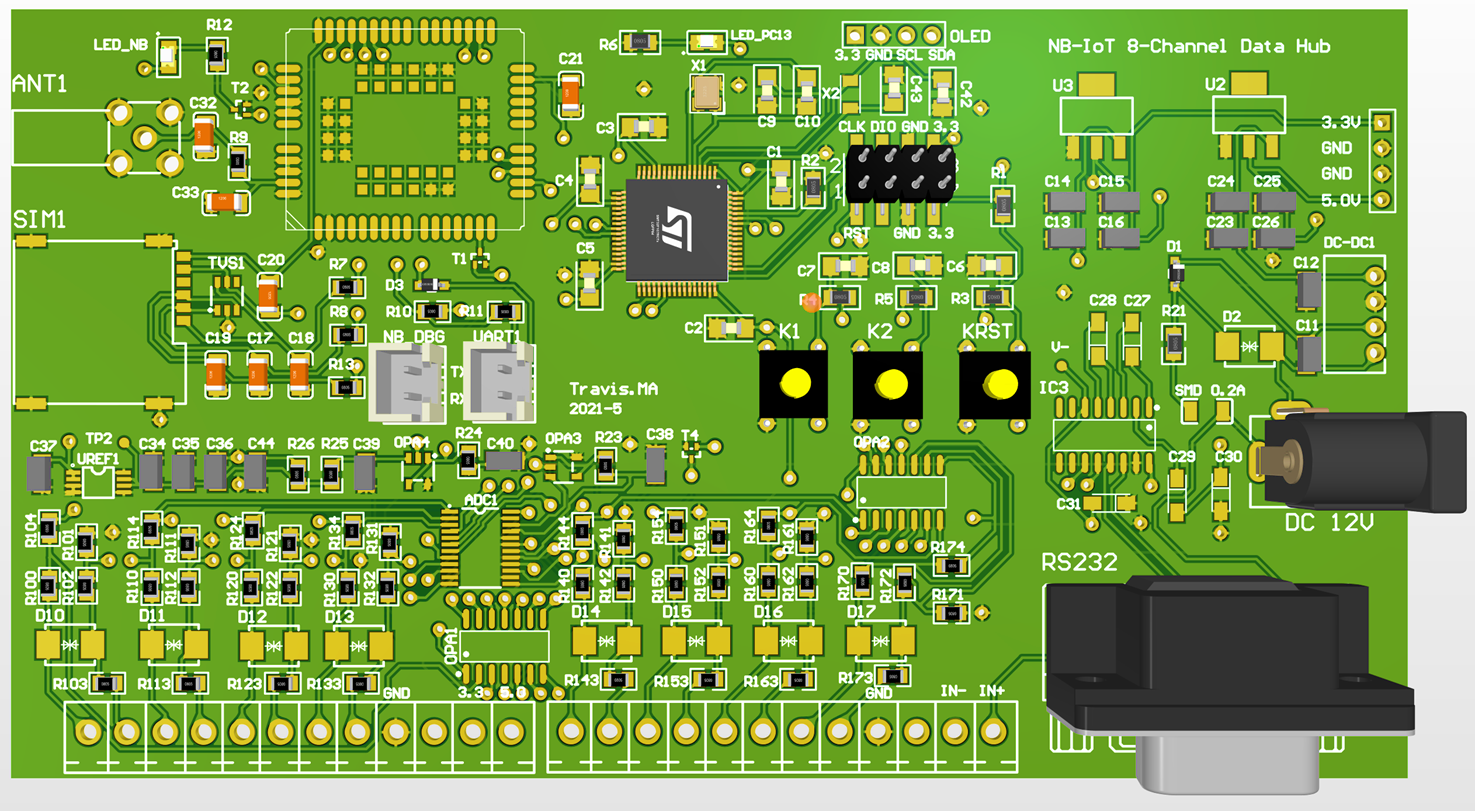 R12
LED_NB
R6
LED_PC13
OLED
3.3 GND SCL SDA
NB-IoT 8-Channel Data Hub
ANT1
T2
C32
R9
C33
C21
X1
C3
C9
C10
X2
C43
C42
CLK DIO GND 3.3
U3
U2
3.3V
GND
GND
5.0V
C4
C1
R2
2
1
R1
RST
GND 3.3
C14
C15
C24
C25
C13
C16
C23
C26
SIM1
TVS1
C20
R7
T1
D3
C5
C7
C8
C6
D1
DC-DC1
C12
R8
R10
R11
R4
R5
R3
C28
C27
R21
D2
C11
C19
C17
C18
R13
NB_DBG
UART1
C2
K1
K2
KRST
V-
IC3
SMD 0.2A
Travis.MA
2021-5
C37
TP2
UREF1
C34
C35
C36
C44
R26
R25
C39
OPA4
R24
C40
OPA3
R23
C38
T4
OPA2
C29
C30
C31
DC 12V
ADC1
R104
R101
R114
R111
R124
R121
R134
R131
R144
R141
R154
R151
R164
R161
R174
RS232
R100
R102
R110
R112
R120
R122
R130
R132
R140
R142
R150
R152
R160
R162
R170
R172
R171
D10
D11
D12
D13
OPA1
D14
D15
D16
D17
R103
R113
R123
R133
GND
3.3
5.0
R143
R153
R163
R173
GND
IN-
IN+